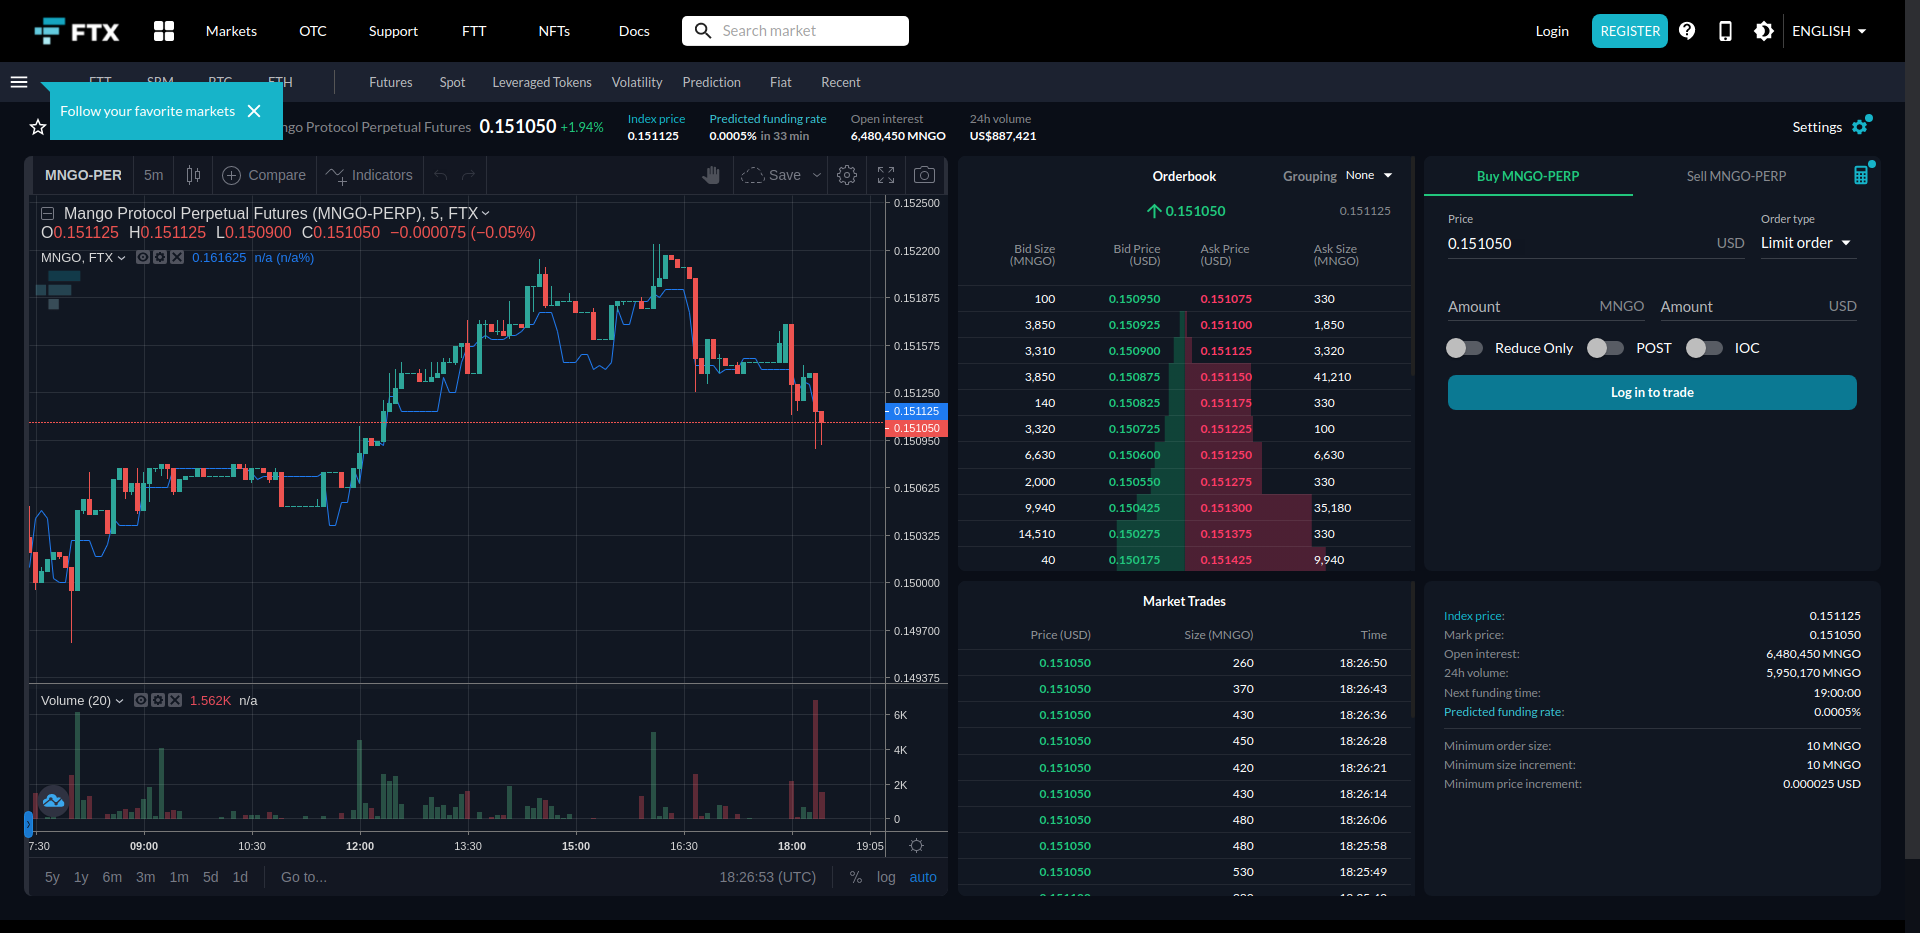 FTX
Markets
OTC
Support
FTT
NFTs
Docs
Search market
Login
REGISTER
ENGLISH
Futures
Spot
Leveraged Tokens
Volatility
Prediction
Fiat
Recent
Follow your favorite markets
Protocol Perpetual Futures
0.151050
+1.94%
Index price
0.151125
Predicted funding rate
0.0005% in 33 min
Open interest
6,480,450 MNGO
24h volume
US$887,421
Settings
MNGO-PER
5m
Compare
Indicators
Save
Mango Protocol Perpetual Futures (MNGO-PERP), 5, FTX
O0.151125 H0.151125 L0.150900 C0.151050 −0.000075 (−0.05%)
MNGO, FTX 0.161625 n/a (n/a%)
0.152500
0.152200
0.151875
0.151575
0.151250
0.151125
0.151050
0.150950
0.150625
0.150325
0.150000
0.149700
0.149375
Volume (20) 1.562K n/a
6K
4K
2K
0
7:30
09:00
10:30
12:00
13:30
15:00
16:30
18:00
19:05
5y 1y 6m 3m 1m 5d 1d Go to...
18:26:53 (UTC) % log auto
Orderbook
Grouping None
0.151050
0.151125
Bid Size Bid Price Ask Price Ask Size
(MNGO) (USD) (USD) (MNGO)
100 0.150950 0.151075 330
3,850 0.150925 0.151100 1,850
3,310 0.150900 0.151125 3,320
3,850 0.150875 0.151150 41,210
140 0.150825 0.151175 330
3,320 0.150725 0.151225 100
6,630 0.150600 0.151250 6,630
2,000 0.150550 0.151275 330
9,940 0.150425 0.151300 35,180
14,510 0.150275 0.151375 330
40 0.150175 0.151425 9,940
Market Trades
Price (USD) Size (MNGO) Time
0.151050 260 18:26:50
0.151050 370 18:26:43
0.151050 430 18:26:36
0.151050 450 18:26:28
0.151050 420 18:26:21
0.151050 430 18:26:14
0.151050 480 18:26:06
0.151050 480 18:25:58
0.151050 530 18:25:49
Buy MNGO-PERP
Sell MNGO-PERP
Price
0.151050 USD
Order type
Limit order
Amount MNGO
Amount USD
Reduce Only
POST
IOC
Log in to trade
Index price: 0.151125
Mark price: 0.151050
Open interest: 6,480,450 MNGO
24h volume: 5,950,170 MNGO
Next funding time: 19:00:00
Predicted funding rate: 0.0005%
Minimum order size: 10 MNGO
Minimum size increment: 10 MNGO
Minimum price increment: 0.000025 USD